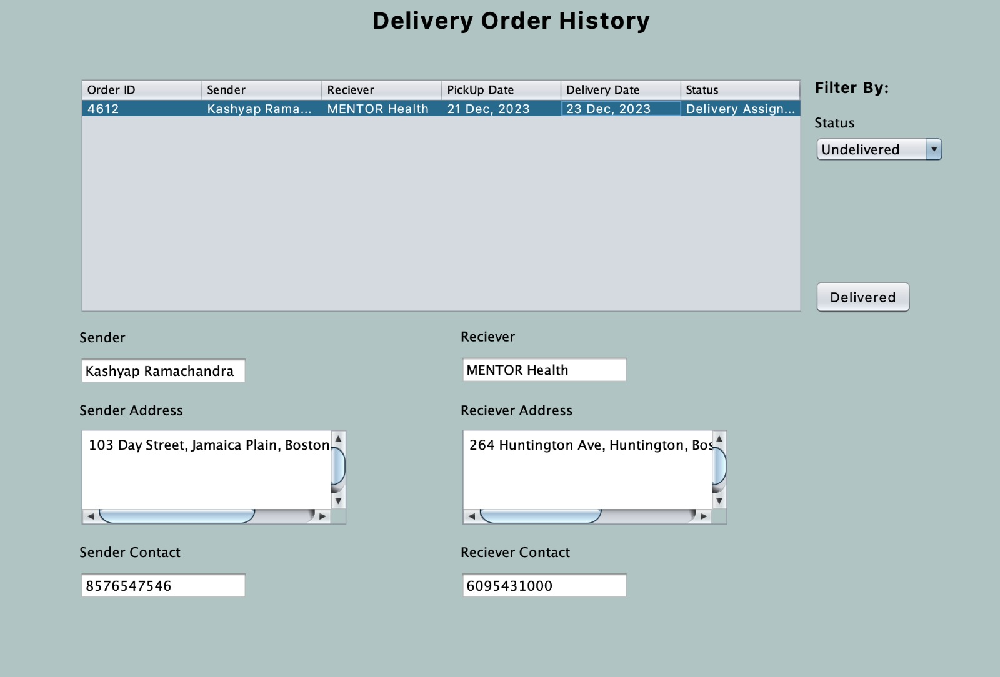 Delivery Order History
Order ID Sender Reciever PickUp Date Delivery Date Status
4612 Kashyap Rama... MENTOR Health 21 Dec, 2023 23 Dec, 2023 Delivery Assign...
Filter By:
Status
Undelivered
Delivered
Sender Reciever
Kashyap Ramachandra MENTOR Health
Sender Address Reciever Address
103 Day Street, Jamaica Plain, Boston 264 Huntington Ave, Huntington, Bos
Sender Contact Reciever Contact
8576547546 6095431000